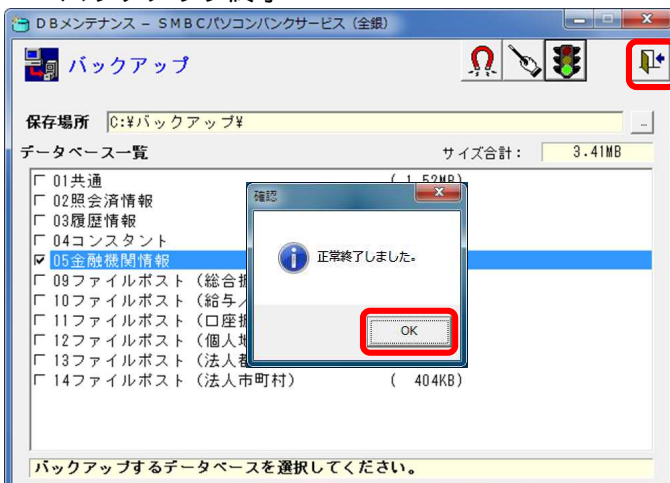 DBメンテナンス － SMBCパソコンバンクサービス（全銀）
バックアップ
保存場所 C:¥バックアップ¥
...
データベース一覧 サイズ合計： 3.41MB
01共通 ( 1.52MB)
02照会済情報
03履歴情報
04コンスタント
05金融機関情報
09ファイルポスト（総合振
10ファイルポスト（給与／
11ファイルポスト（口座振
12ファイルポスト（個人地
13ファイルポスト（法人都
14ファイルポスト（法人市町村） ( 404KB)
確認
正常終了しました。
OK
バックアップするデータベースを選択してください。